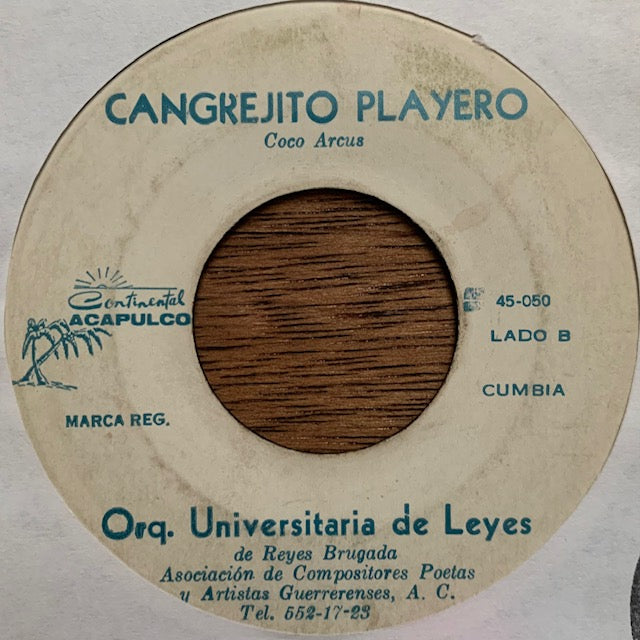 CANGREJITO PLAYERO
Coco Arcus
Continental
ACAPULCO
MARCA REG.
45-050
LADO B
CUMBIA
Orq. Universitaria de Leyes
de Reyes Brugada
Asociación de Compositores Poetas
y Artistas Guerrerenses, A. C.
Tel. 552-17-23